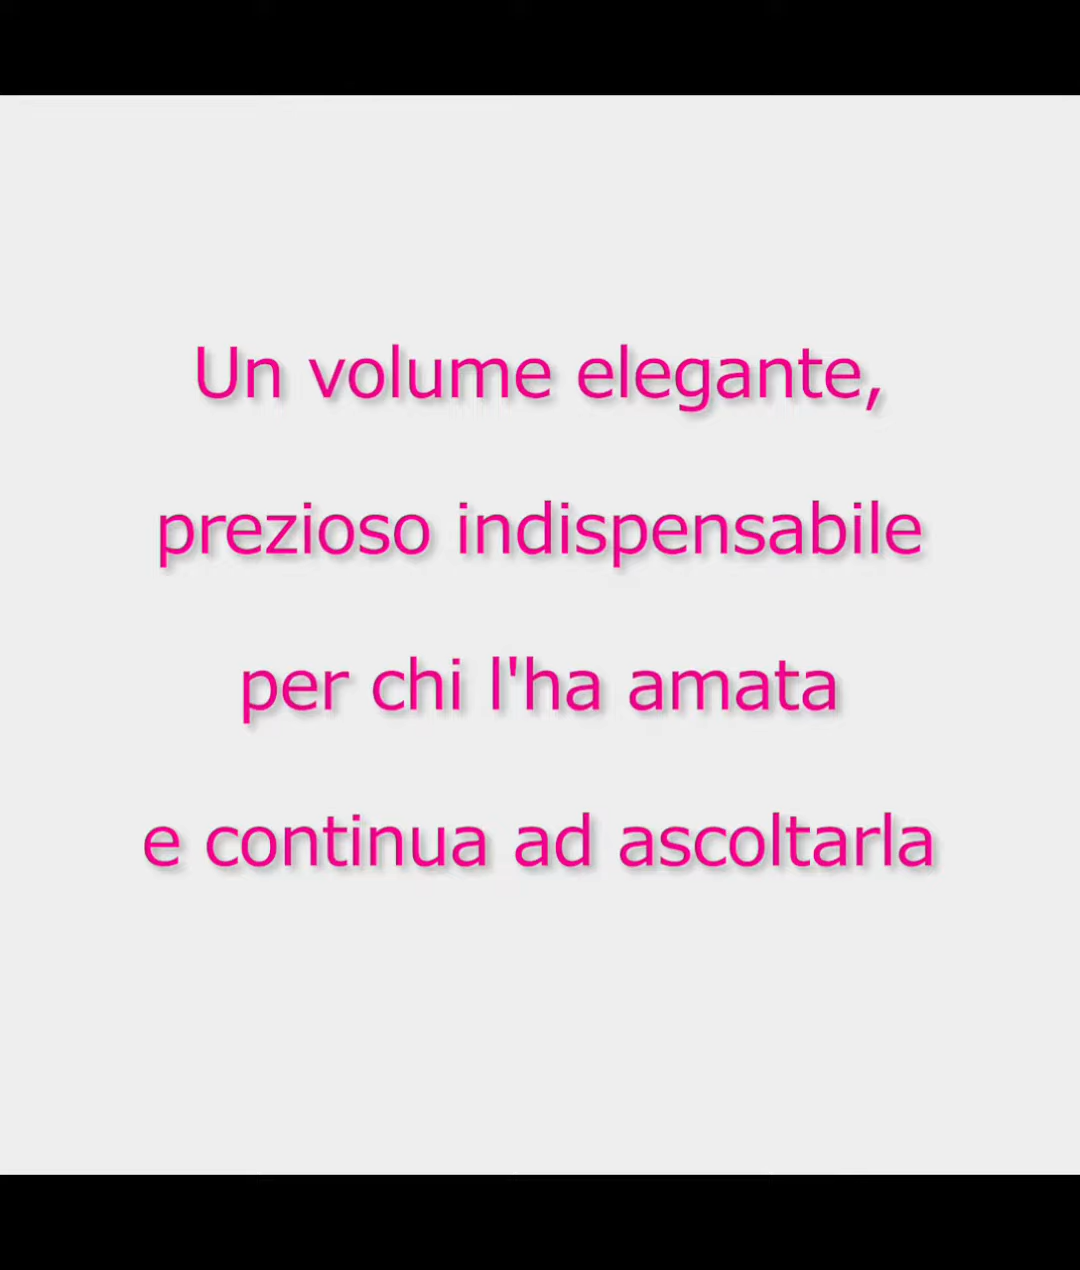 Un volume elegante,
prezioso indispensabile
per chi l'ha amata
e continua ad ascoltarla